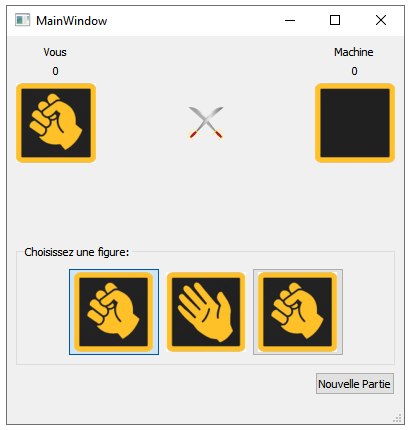 MainWindow
Vous
Machine
0
0
Choisissez une figure:
Nouvelle Partie